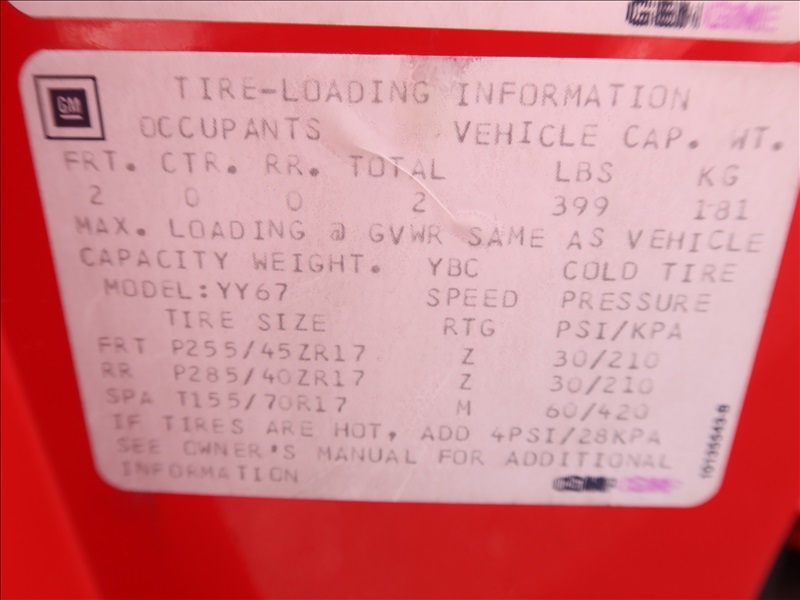 GM
TIRE-LOADING INFORMATION
OCCUPANTS VEHICLE CAP. WT.
FRT. CTR. RR. TOTAL LBS KG
2 0 0 2 399 181
MAX. LOADING @ GVWR SAME AS VEHICLE
CAPACITY WEIGHT. YBC COLD TIRE
MODEL:YY67 SPEED PRESSURE
TIRE SIZE RTG PSI/KPA
FRT P255/45ZR17 Z 30/210
RR P285/40ZR17 Z 30/210
SPA T155/70R17 M 60/420
IF TIRES ARE HOT, ADD 4PSI/28KPA
SEE OWNER'S MANUAL FOR ADDITIONAL
INFORMATION